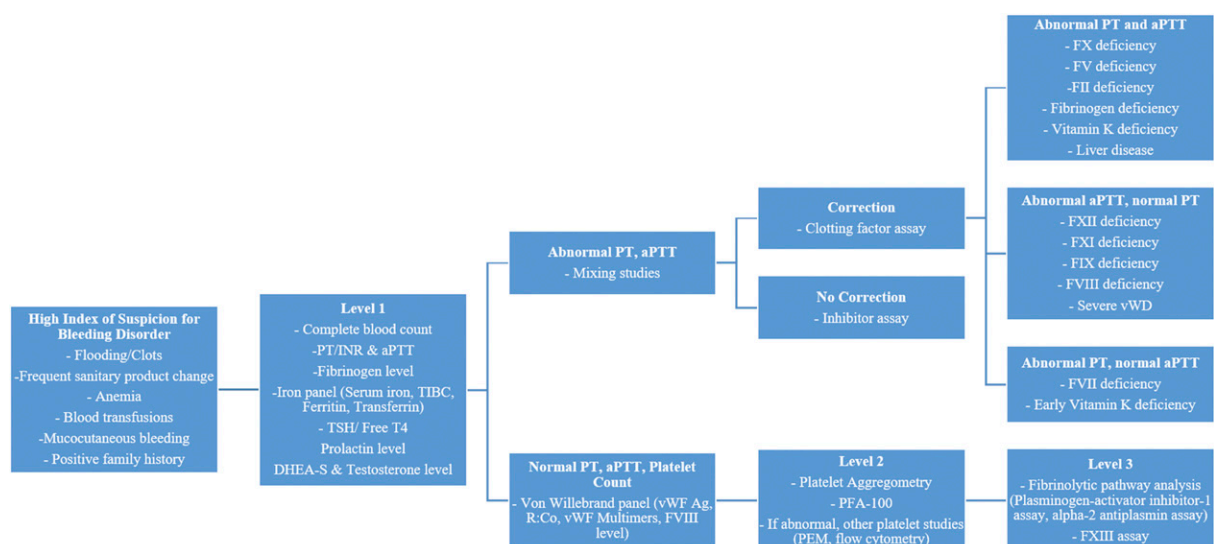 High Index of Suspicion for
Bleeding Disorder
- Flooding/Clots
-Frequent sanitary product change
- Anemia
- Blood transfusions
-Mucocutaneous bleeding
- Positive family history
Level 1
- Complete blood count
-PT/INR & aPTT
-Fibrinogen level
-Iron panel (Serum iron, TIBC,
Ferritin, Transferrin)
- TSH/ Free T4
Prolactin level
DHEA-S & Testosterone level
Abnormal PT, aPTT
- Mixing studies
Correction
- Clotting factor assay
No Correction
- Inhibitor assay
Abnormal PT and aPTT
- FX deficiency
- FV deficiency
-FII deficiency
- Fibrinogen deficiency
- Vitamin K deficiency
- Liver disease
Abnormal aPTT, normal PT
- FXII deficiency
- FXI deficiency
- FIX deficiency
- FVIII deficiency
- Severe vWD
Abnormal PT, normal aPTT
- FVII deficiency
- Early Vitamin K deficiency
Normal PT, aPTT, Platelet
Count
- Von Willebrand panel (vWF Ag,
R:Co, vWF Multimers, FVIII
level)
Level 2
- Platelet Aggregometry
- PFA-100
- If abnormal, other platelet studies
(PEM, flow cytometry)
Level 3
- Fibrinolytic pathway analysis
(Plasminogen-activator inhibitor-1
assay, alpha-2 antiplasmin assay)
- FXIII assay